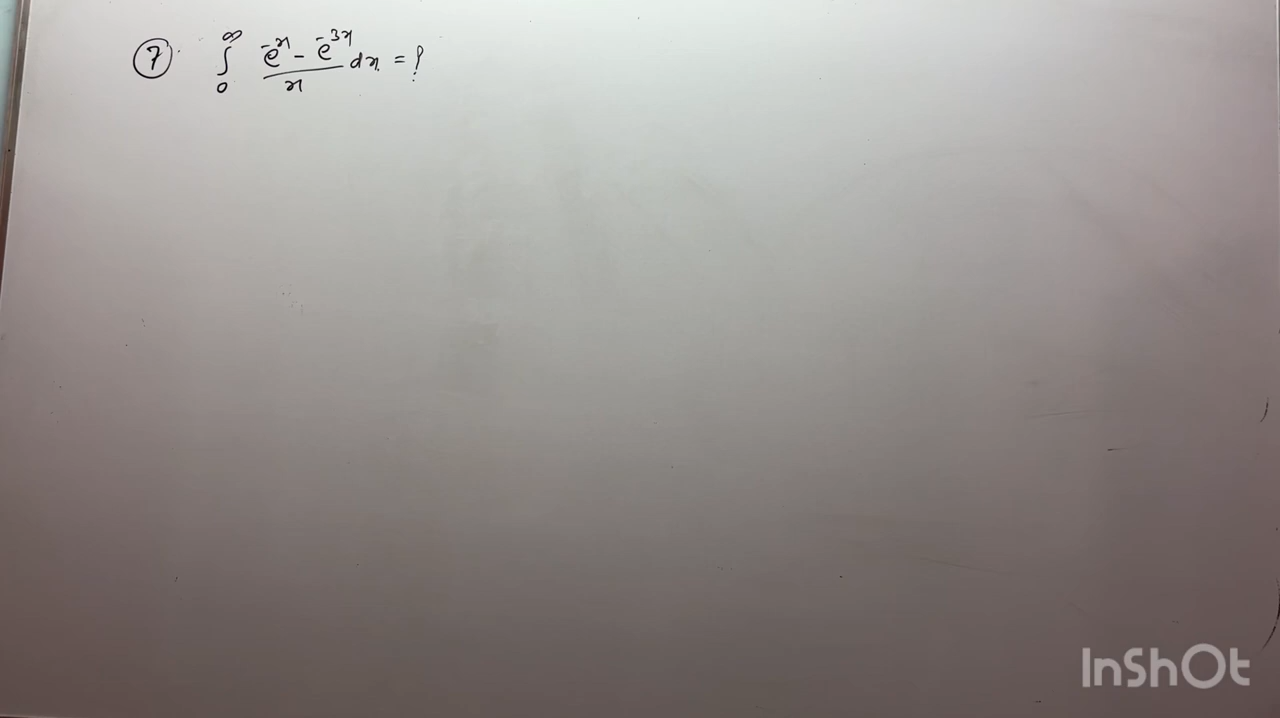 ⑦. ∫₀^∞ (e^{-x} - e^{-3x})/x dx = ?
InShOt